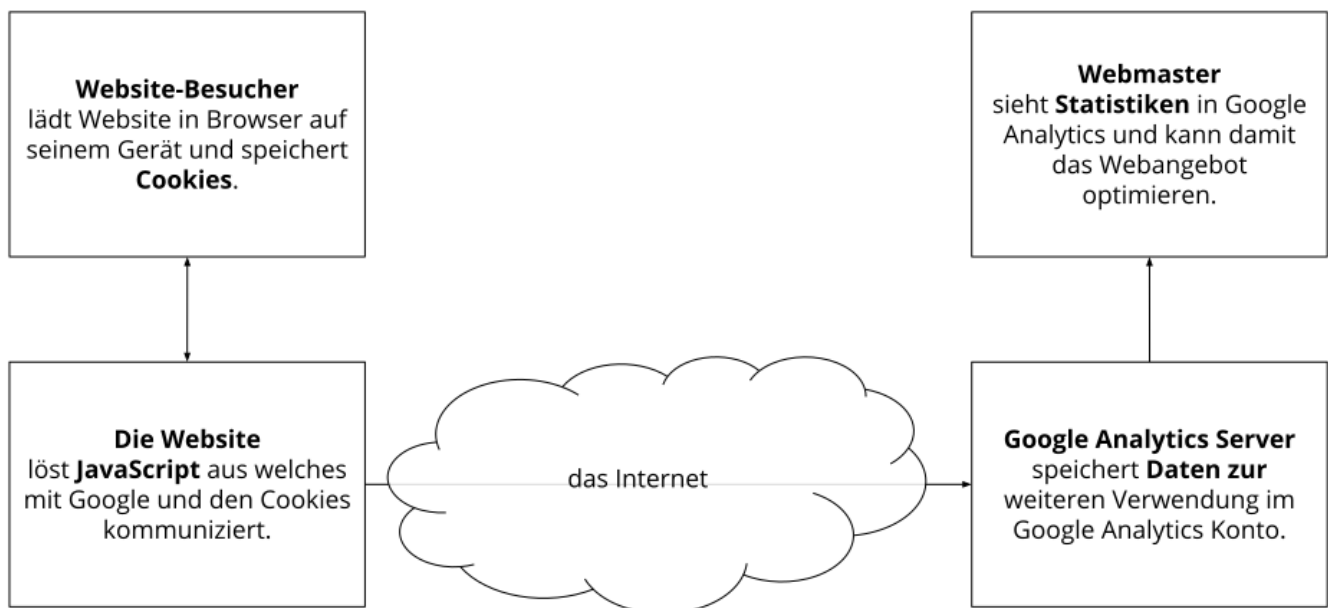 Website-Besucher
lädt Website in Browser auf
seinem Gerät und speichert
Cookies.
Webmaster
sieht Statistiken in Google
Analytics und kann damit
das Webangebot
optimieren.
Die Website
löst JavaScript aus welches
mit Google und den Cookies
kommuniziert.
das Internet
Google Analytics Server
speichert Daten zur
weiteren Verwendung im
Google Analytics Konto.